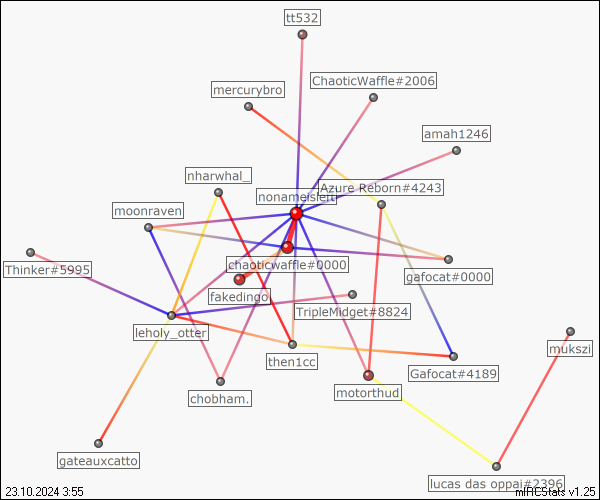 tt532
ChaoticWaffle#2006
mercurybro
amah1246
nharwhal_
Azure Reborn#4243
nonameisleft
moonraven
chaoticwaffle#0000
Thinker#5995
gafocat#0000
fakedingo
TripleMidget#8824
leholy_otter
mukszi
then1cc
Gafocat#4189
chobham.
motorthud
gateauxcatto
lucas das oppai#2396
23.10.2024 3:55
mIRCStats v1.25